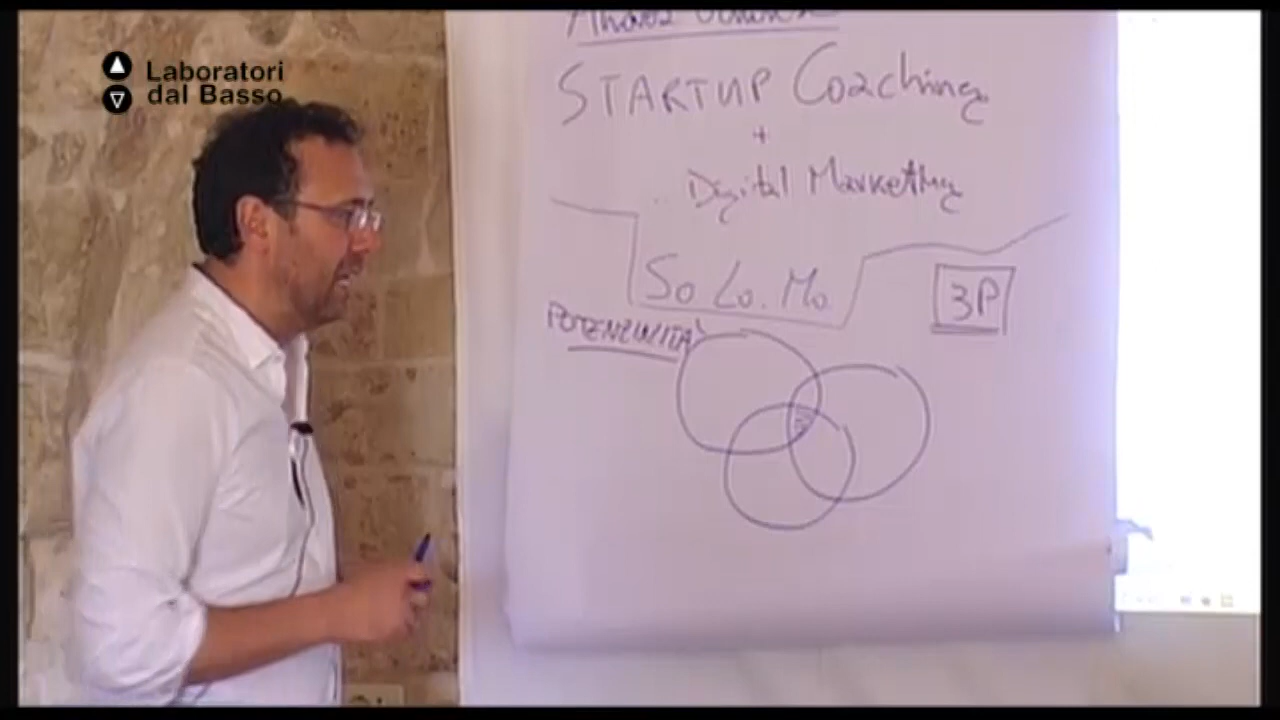 Laboratori
dal Basso
STARTUP Coaching
+
Digital Marketing
So Lo. Mo.
3P
POTENZIALITÀ